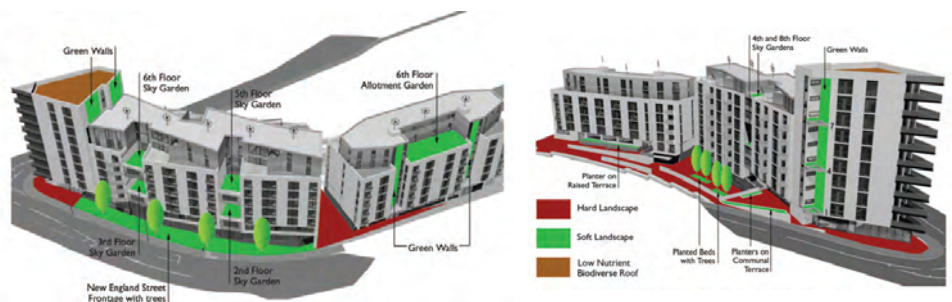 Green Walls
6th Floor
Sky Garden
5th Floor
Sky Garden
6th Floor
Allotment Garden
3rd Floor
Sky Garden
2nd Floor
Sky Garden
New England Street
Frontage with trees
Green Walls
4th and 8th Floor
Sky Gardens
Green Walls
Planter on
Raised Terrace
Hard Landscape
Soft Landscape
Low Nutrient
Biodiverse Roof
Planted Beds
with Trees
Planters on
Communal
Terrace